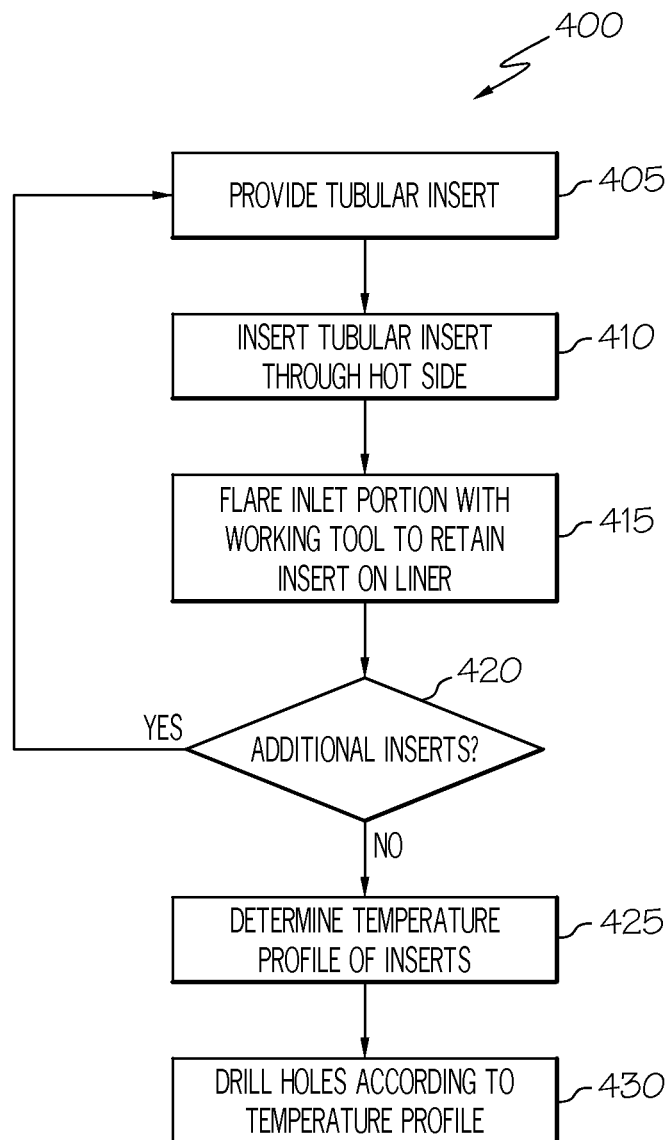 400
PROVIDE TUBULAR INSERT
405
INSERT TUBULAR INSERT
THROUGH HOT SIDE
410
FLARE INLET PORTION WITH
WORKING TOOL TO RETAIN
INSERT ON LINER
415
420
YES
ADDITIONAL INSERTS?
NO
DETERMINE TEMPERATURE
PROFILE OF INSERTS
425
DRILL HOLES ACCORDING TO
TEMPERATURE PROFILE
430